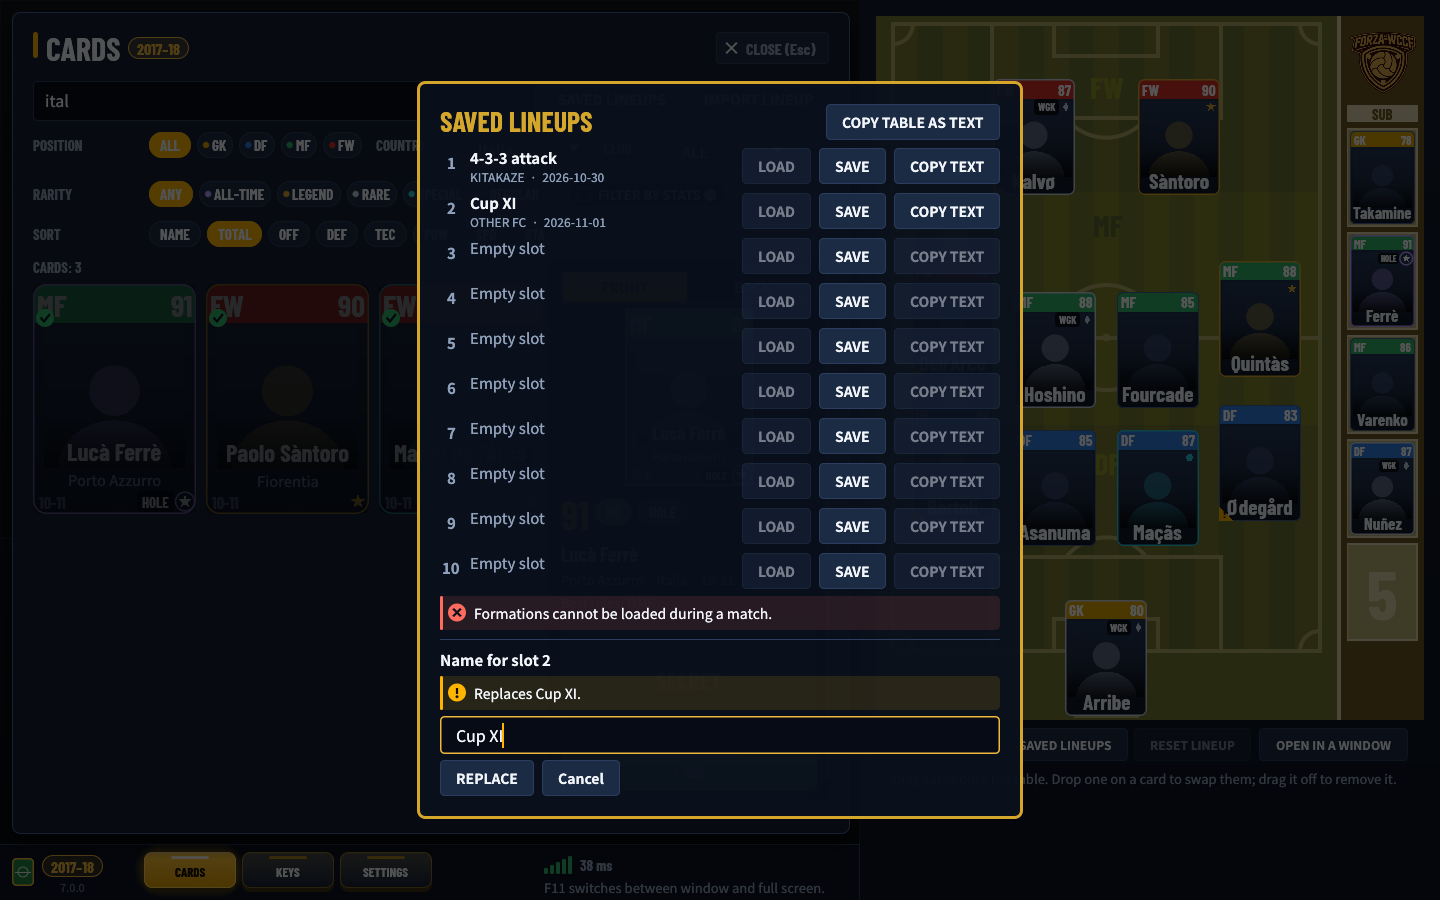 CARDS
2017-18
CLOSE (Esc)
ital
POSITION
ALL
GK
DF
MF
FW
RARITY
ANY
ALL-TIME
LEGEND
RARE
SORT
NAME
TOTAL
OFF
DEF
TEC
CARDS: 3
MF 91
Lucà Ferrè
Porto Azzurro
10-11
HOLE
FW 90
Paolo Sàntoro
Fiorentia
10-11
FW
SAVED LINEUPS
COPY TABLE AS TEXT
1
4-3-3 attack
KITAKAZE · 2026-10-30
LOAD
SAVE
COPY TEXT
2
Cup XI
OTHER FC · 2026-11-01
LOAD
SAVE
COPY TEXT
3
Empty slot
LOAD
SAVE
COPY TEXT
4
Empty slot
LOAD
SAVE
COPY TEXT
5
Empty slot
LOAD
SAVE
COPY TEXT
6
Empty slot
LOAD
SAVE
COPY TEXT
7
Empty slot
LOAD
SAVE
COPY TEXT
8
Empty slot
LOAD
SAVE
COPY TEXT
9
Empty slot
LOAD
SAVE
COPY TEXT
10
Empty slot
LOAD
SAVE
COPY TEXT
Formations cannot be loaded during a match.
Name for slot 2
Replaces Cup XI.
Cup XI
REPLACE
Cancel
FORZA-WCCF
SUB
FW
MF
87
WGK
FW 90
Sàntoro
MF 88
Quintàs
88
WGK
Hoshino
MF 85
Fourcade
DF 83
Ødegård
85
Asanuma
DF 87
Maçãs
GK 80
WGK
Arribe
GK 78
Takamine
MF 91
HOLE
Ferrè
MF 86
Varenko
DF 87
WGK
Nuñez
5
SAVED LINEUPS
RESET LINEUP
OPEN IN A WINDOW
Drop one on a card to swap them; drag it off to remove it.
2017-18
7.0.0
CARDS
KEYS
SETTINGS
38 ms
F11 switches between window and full screen.